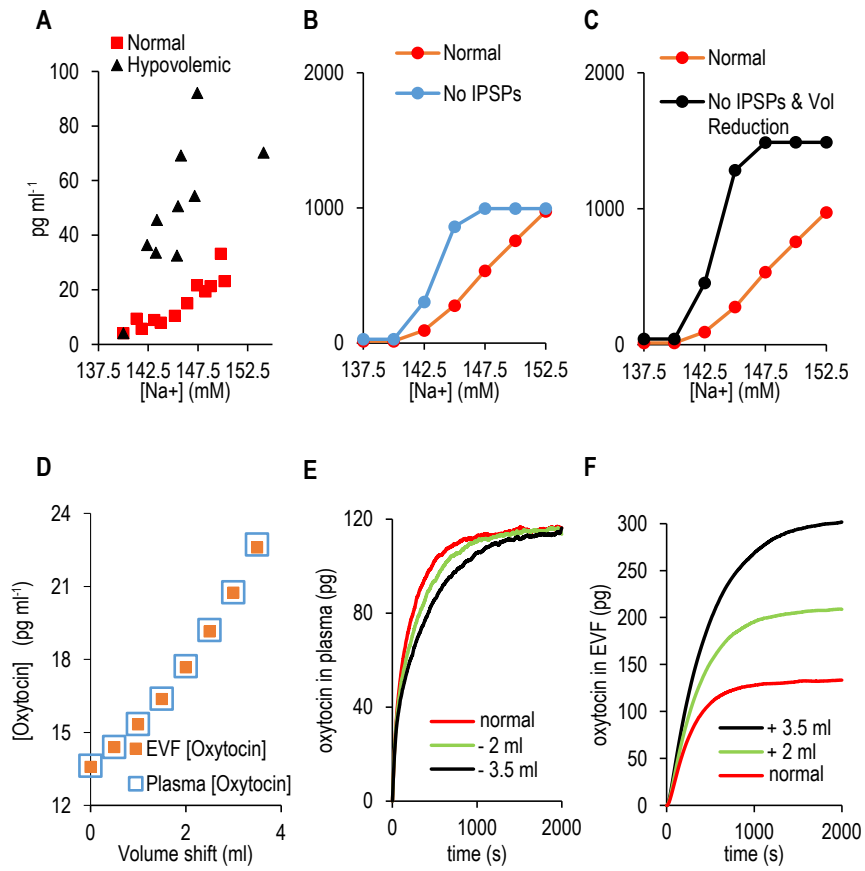 A
Normal
Hypovolemic
100
80
60
40
20
0
pg ml-1
137.5 142.5 147.5 152.5
[Na+] (mM)
B
Normal
No IPSPs
2000
1000
0
137.5 142.5 147.5 152.5
[Na+] (mM)
C
Normal
No IPSPs & Vol
Reduction
2000
1000
0
137.5 142.5 147.5 152.5
[Na+] (mM)
D
24
21
18
15
12
[Oxytocin] (pg ml-1)
EVF [Oxytocin]
Plasma [Oxytocin]
0 2 4
Volume shift (ml)
E
120
80
40
0
oxytocin in plasma (pg)
normal
- 2 ml
- 3.5 ml
0 500 1000 1500 2000
time (s)
F
300
250
200
150
100
50
0
oxytocin in EVF (pg)
+ 3.5 ml
+ 2 ml
normal
0 1000 2000
time (s)